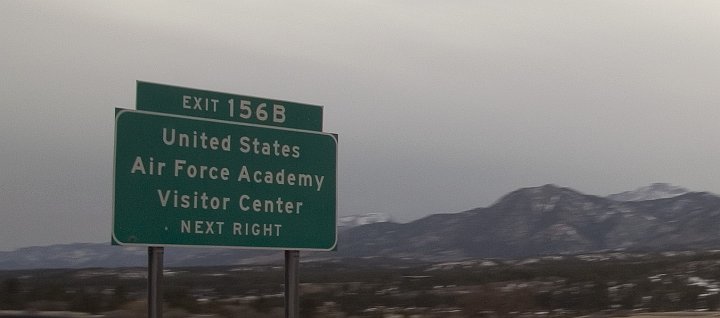 EXIT 156B
United States
Air Force Academy
Visitor Center
NEXT RIGHT